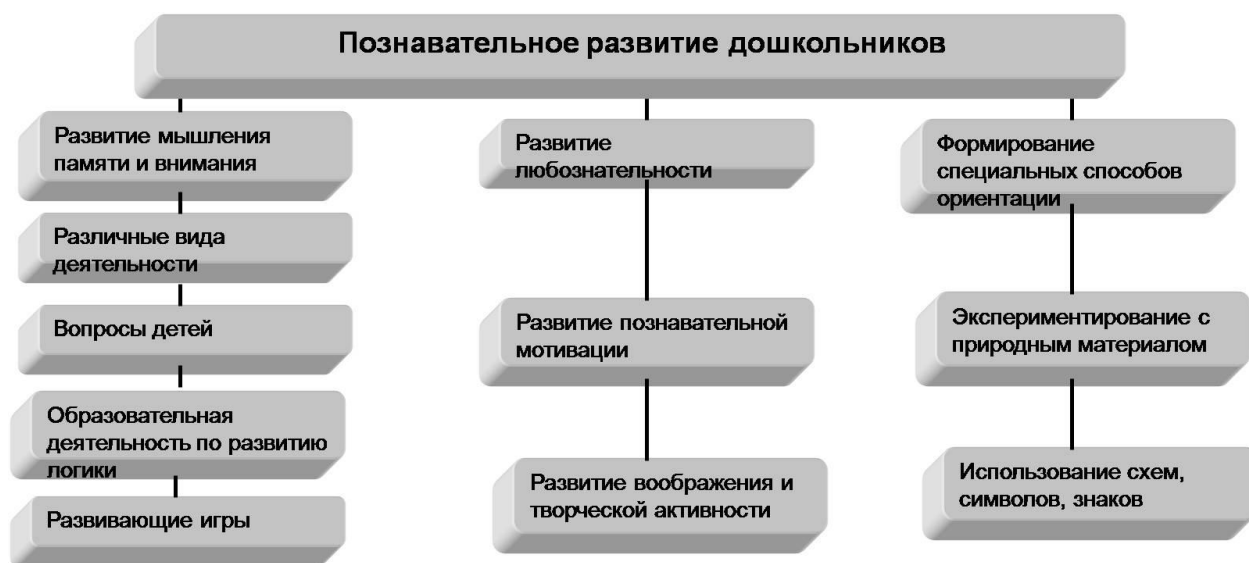 Познавательное развитие дошкольников
Развитие мышления
памяти и внимания
Различные вида
деятельности
Вопросы детей
Образовательная
деятельность по развитию
логики
Развивающие игры
Развитие
любознательности
Развитие познавательной
мотивации
Развитие воображения и
творческой активности
Формирование
специальных способов
ориентации
Экспериментирование с
природным материалом
Использование схем,
символов, знаков